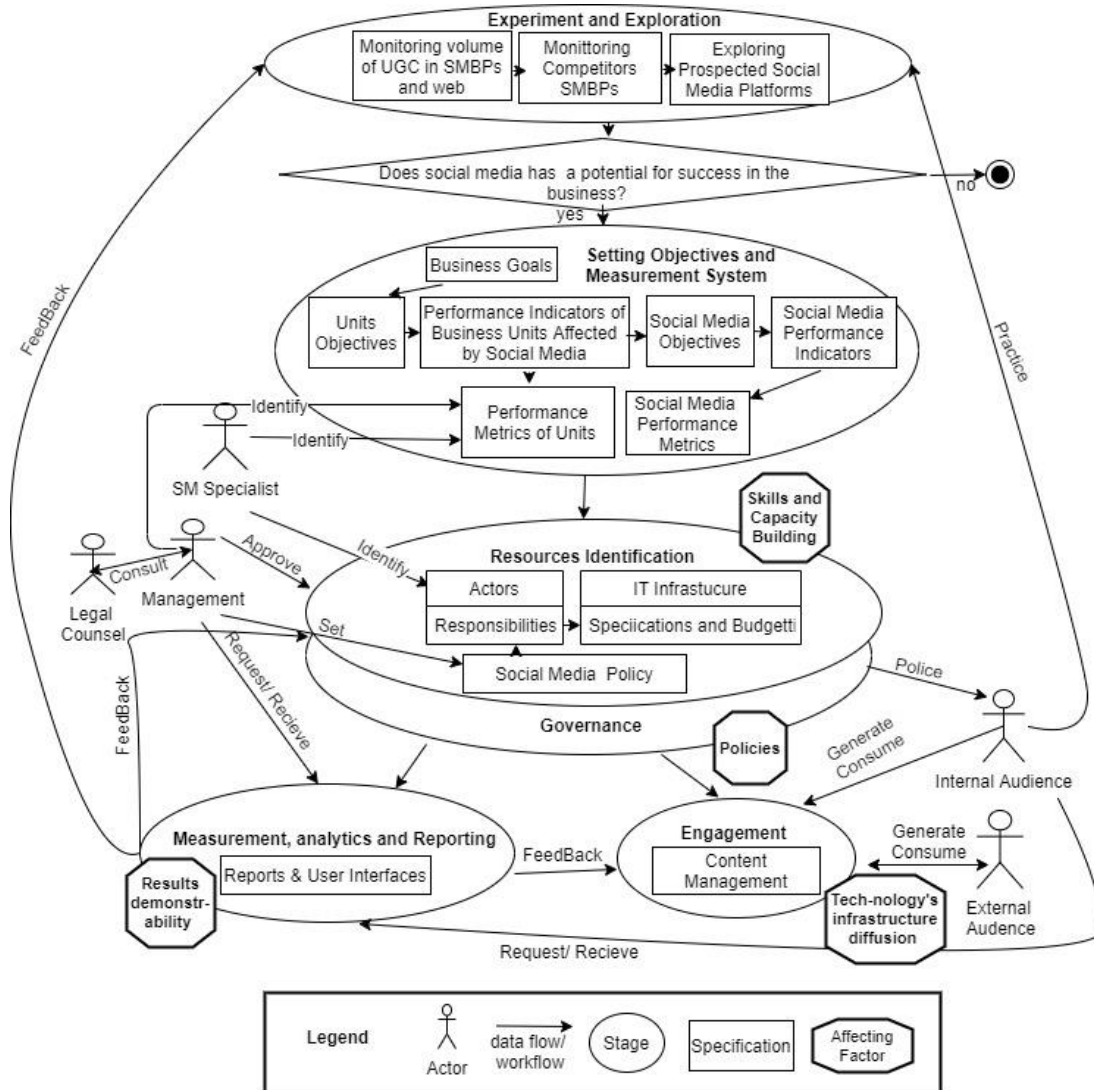 Experiment and Exploration
Monitoring volume
of UGC in SMBPs
and web
Monittoring
Competitors
SMBPs
Exploring
Prospected Social
Media Platforms
Does social media has  a potential for success in the
business?
no
yes
Setting Objectives and
Measurement System
Business Goals
Units
Objectives
Performance Indicators of
Business Units Affected
by Social Media
Social Media
Objectives
Social Media
Performance
Indicators
Performance
Metrics of Units
Social Media
Performance
Metrics
FeedBack
Practice
Identify
Identify
SM Specialist
Skills and
Capacity
Building
Resources Identification
Approve
Identify
Consult
Legal
Counsel
Management
Actors
Responsibilities
IT Infrastucure
Speciications and Budgetti
Set
Social Media  Policy
Governance
Policies
Police
FeedBack
Request/ Recieve
Generate
Consume
Internal Audience
Measurement, analytics and Reporting
Reports & User Interfaces
Results
demonstr-
ability
FeedBack
Engagement
Content
Management
Generate
Consume
External
Audence
Tech-nology's
infrastructure
diffusion
Request/ Recieve
Legend
Actor
data flow/
workflow
Stage
Specification
Affecting
Factor